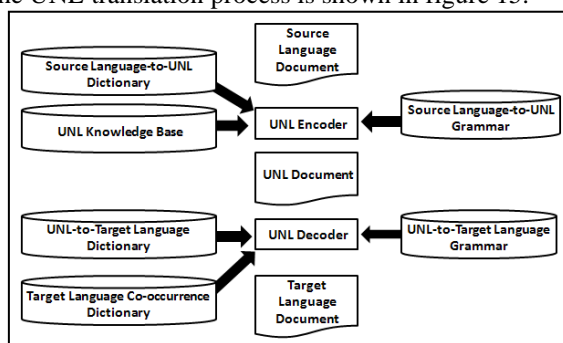 he UNL translation process is shown in figure 15.
Source
Language
Document
Source Language-to-UNL
Dictionary
UNL Knowledge Base
UNL Encoder
Source Language-to-UNL
Grammar
UNL Document
UNL-to-Target Language
Dictionary
UNL Decoder
UNL-to-Target Language
Grammar
Target Language Co-occurrence
Dictionary
Target
Language
Document